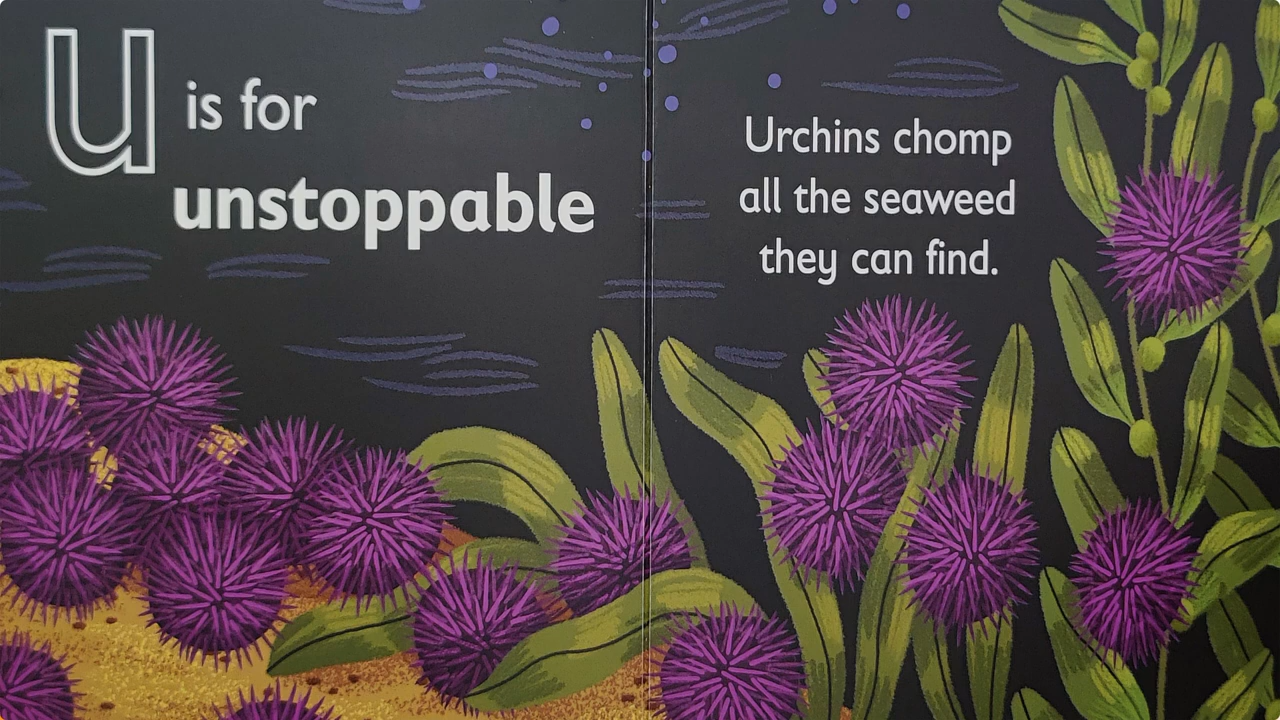 U is for
unstoppable
Urchins chomp
all the seaweed
they can find.